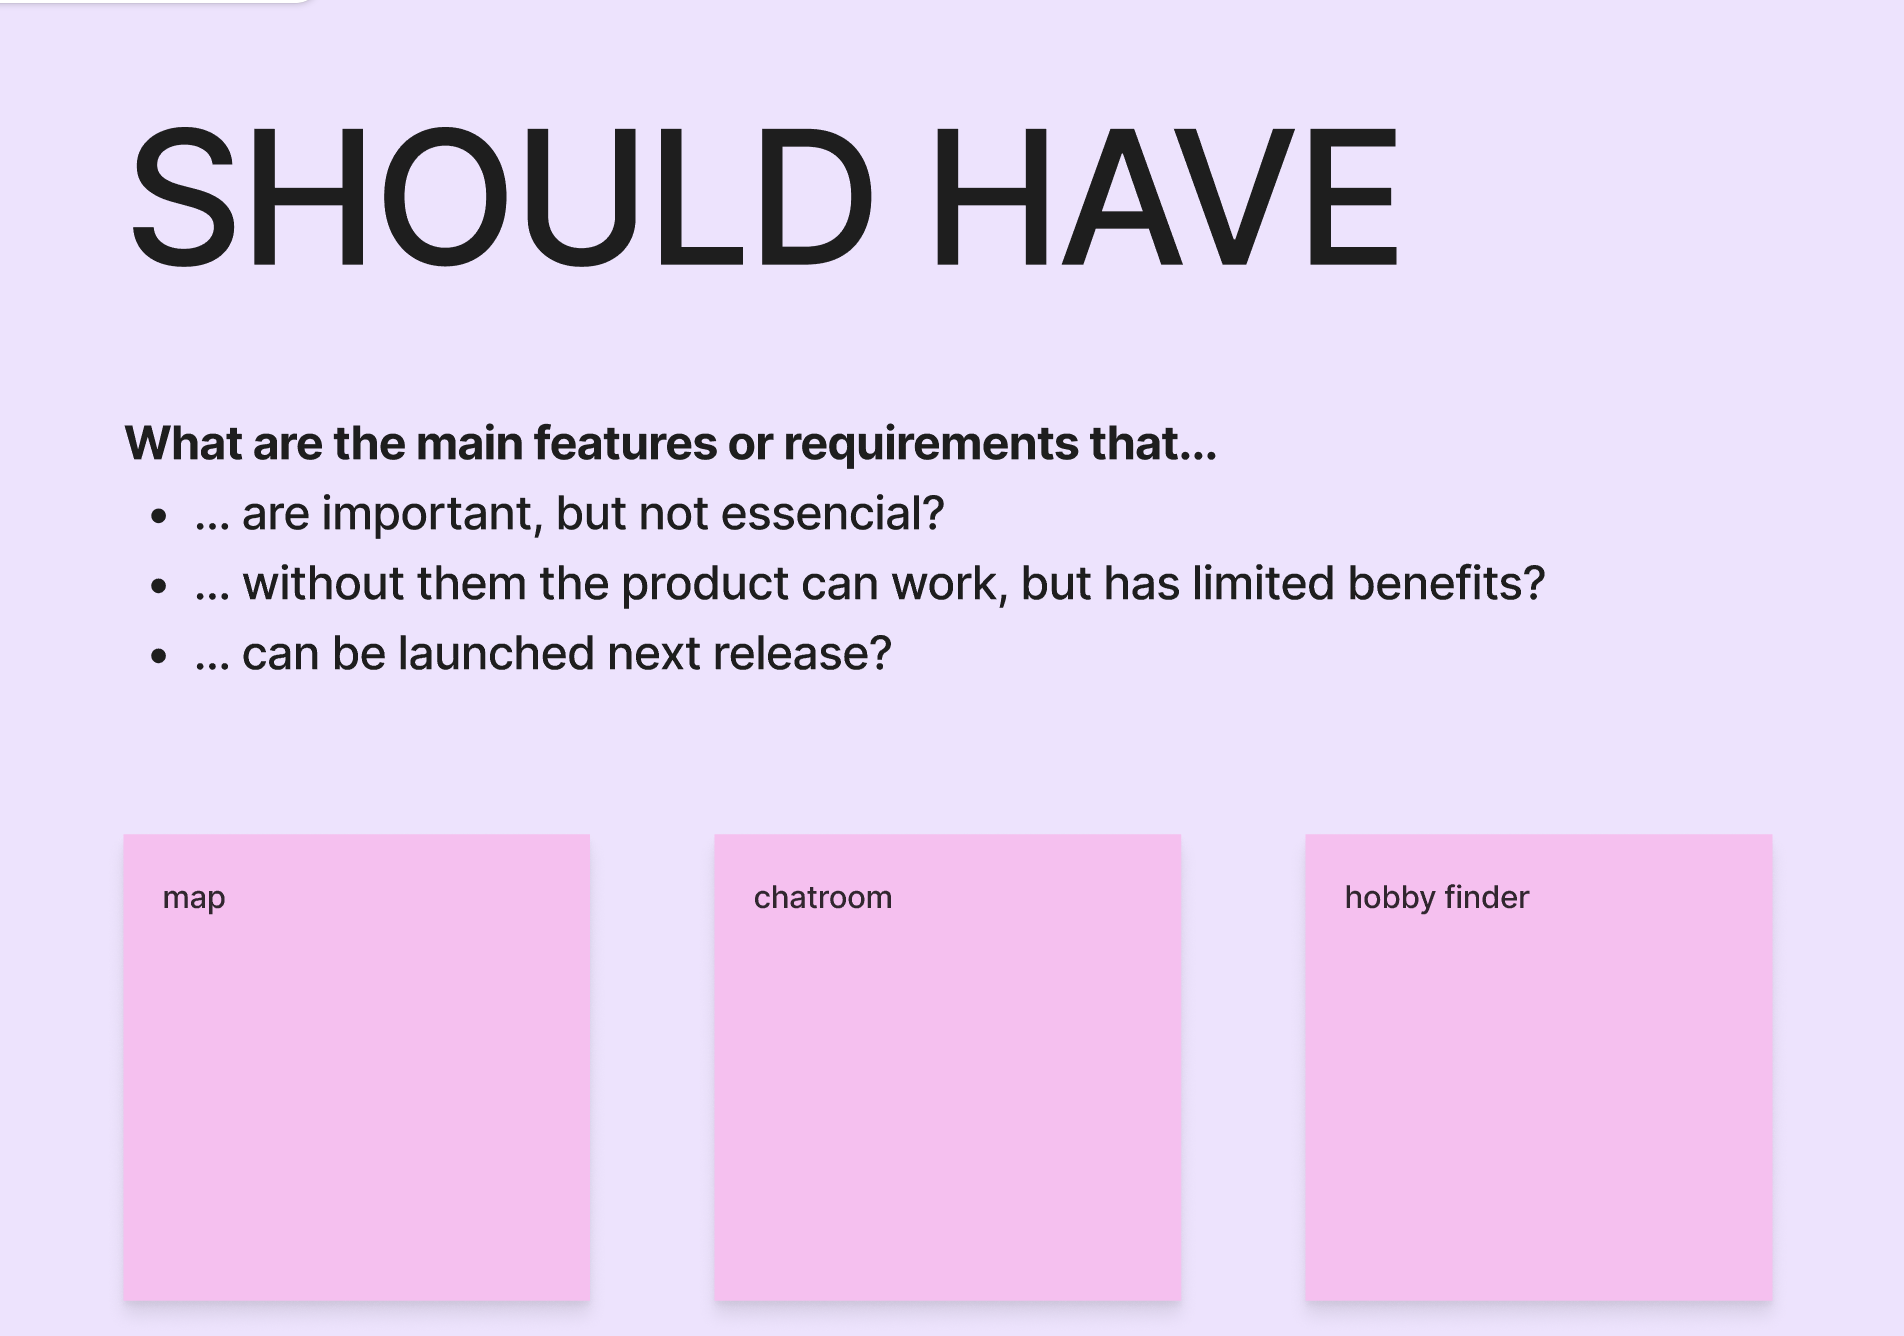 SHOULD HAVE
What are the main features or requirements that...
• ... are important, but not essencial?
• ... without them the product can work, but has limited benefits?
• ... can be launched next release?
map
chatroom
hobby finder